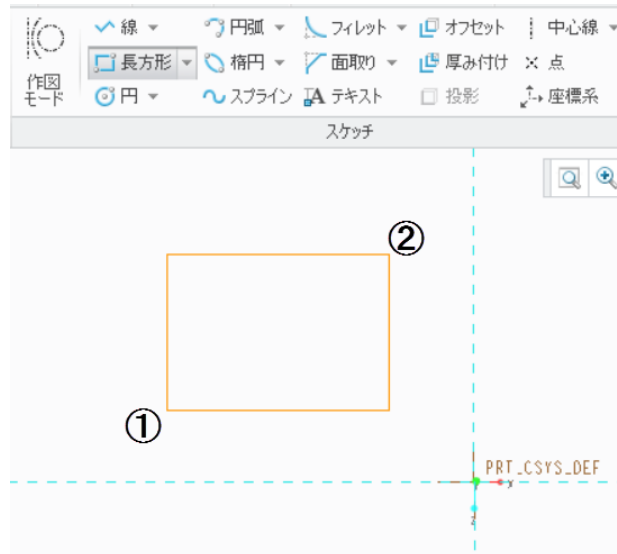 線 円弧 フィレット オフセット 中心線
長方形 楕円 面取り 厚み付け 点
作図モード 円 スプライン テキスト 投影 座標系
スケッチ
②
①
PRT_CSYS_DEF
x
z